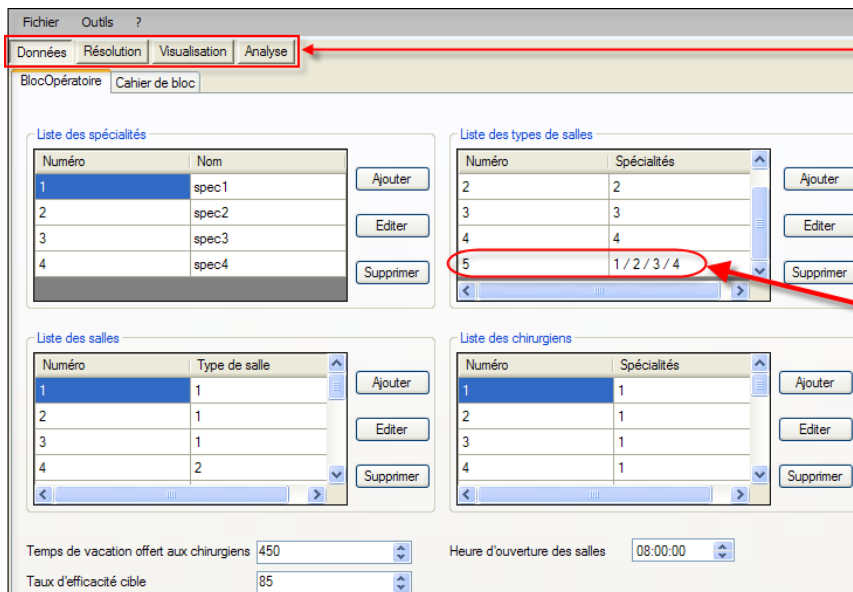 Fichier Outils ?
Données Résolution Visualisation Analyse
BlocOpératoire Cahier de bloc
Liste des spécialités
Numéro Nom
1 spec1
2 spec2
3 spec3
4 spec4
Ajouter
Editer
Supprimer
Liste des types de salles
Numéro Spécialités
2 2
3 3
4 4
5 1 / 2 / 3 / 4
Ajouter
Editer
Supprimer
Liste des salles
Numéro Type de salle
1 1
2 1
3 1
4 2
Ajouter
Editer
Supprimer
Liste des chirurgiens
Numéro Spécialités
1 1
2 1
3 1
4 1
Ajouter
Editer
Supprimer
Temps de vacation offert aux chirurgiens 450
Heure d'ouverture des salles 08:00:00
Taux d'efficacité cible 85